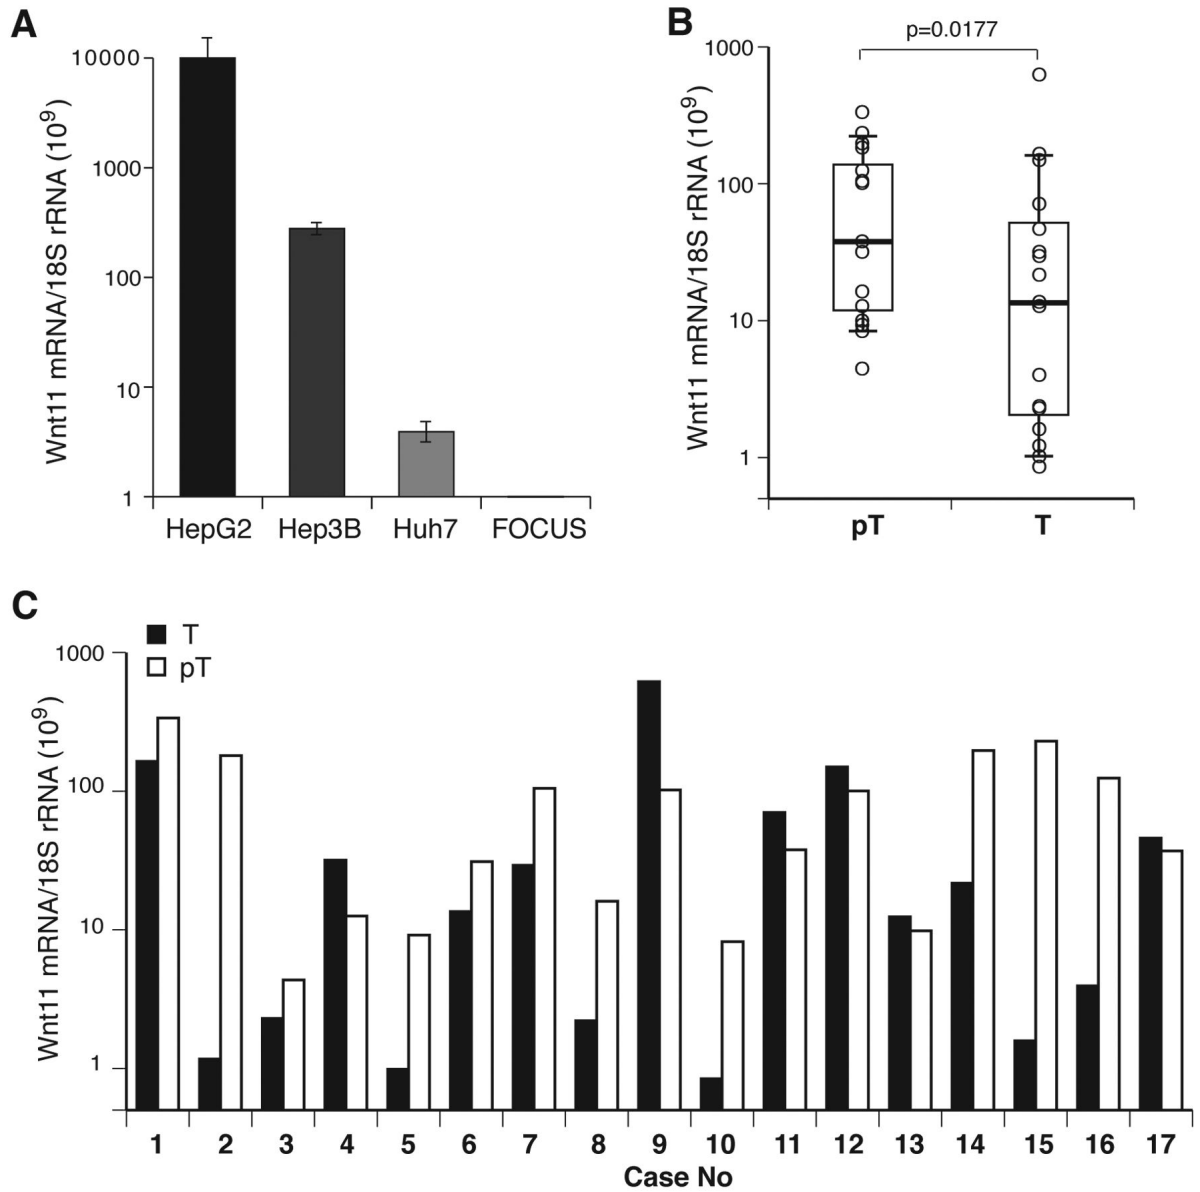 A
Wnt11 mRNA/18S rRNA (10⁹)
10000
1000
100
10
1
HepG2 Hep3B Huh7 FOCUS
B
p=0.0177
Wnt11 mRNA/18S rRNA (10⁹)
1000
100
10
1
pT T
C
T
pT
Wnt11 mRNA/18S rRNA (10⁹)
1000
100
10
1
1 2 3 4 5 6 7 8 9 10 11 12 13 14 15 16 17
Case No